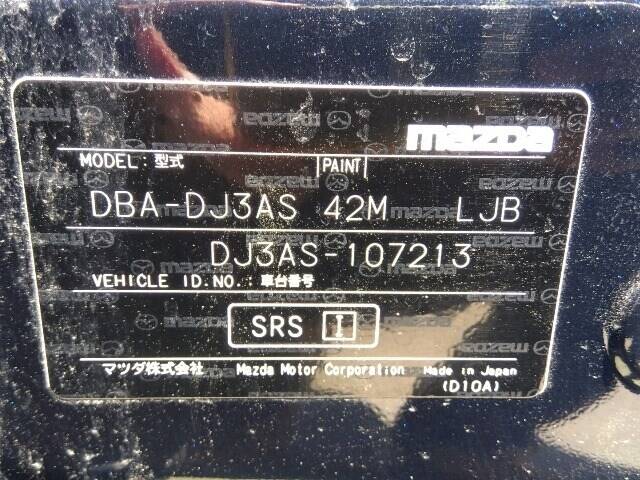 mazda
MODEL: 型式 PAINT
DBA-DJ3AS 42M LJB
DJ3AS-107213
VEHICLE ID.NO.: 車台番号
SRS I
マツダ株式会社 Mazda Motor Corporation Made in Japan
(D10A)